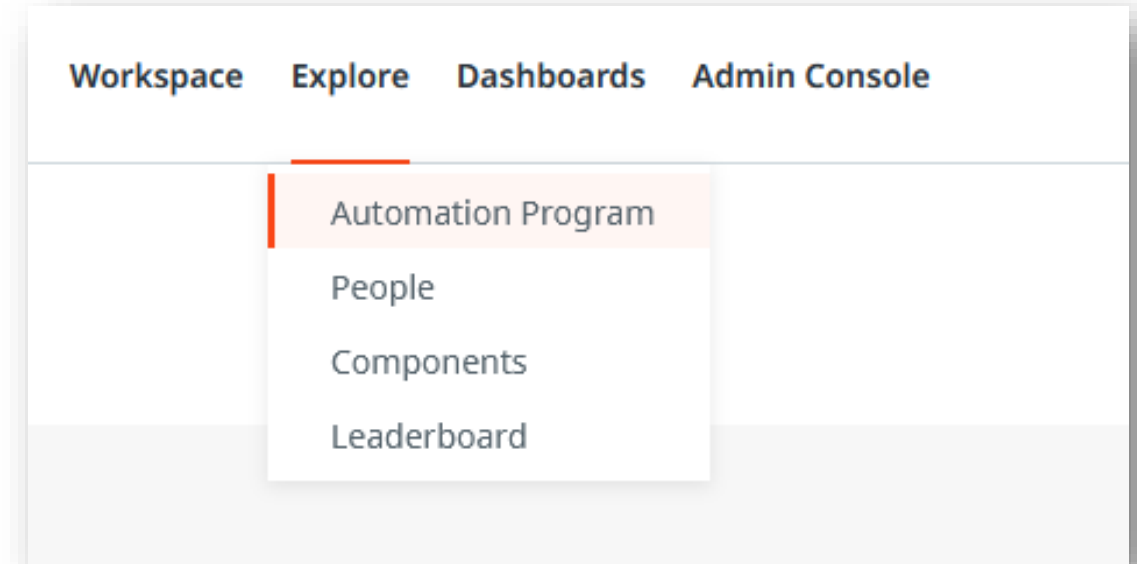 Workspace Explore Dashboards Admin Console
Automation Program
People
Components
Leaderboard